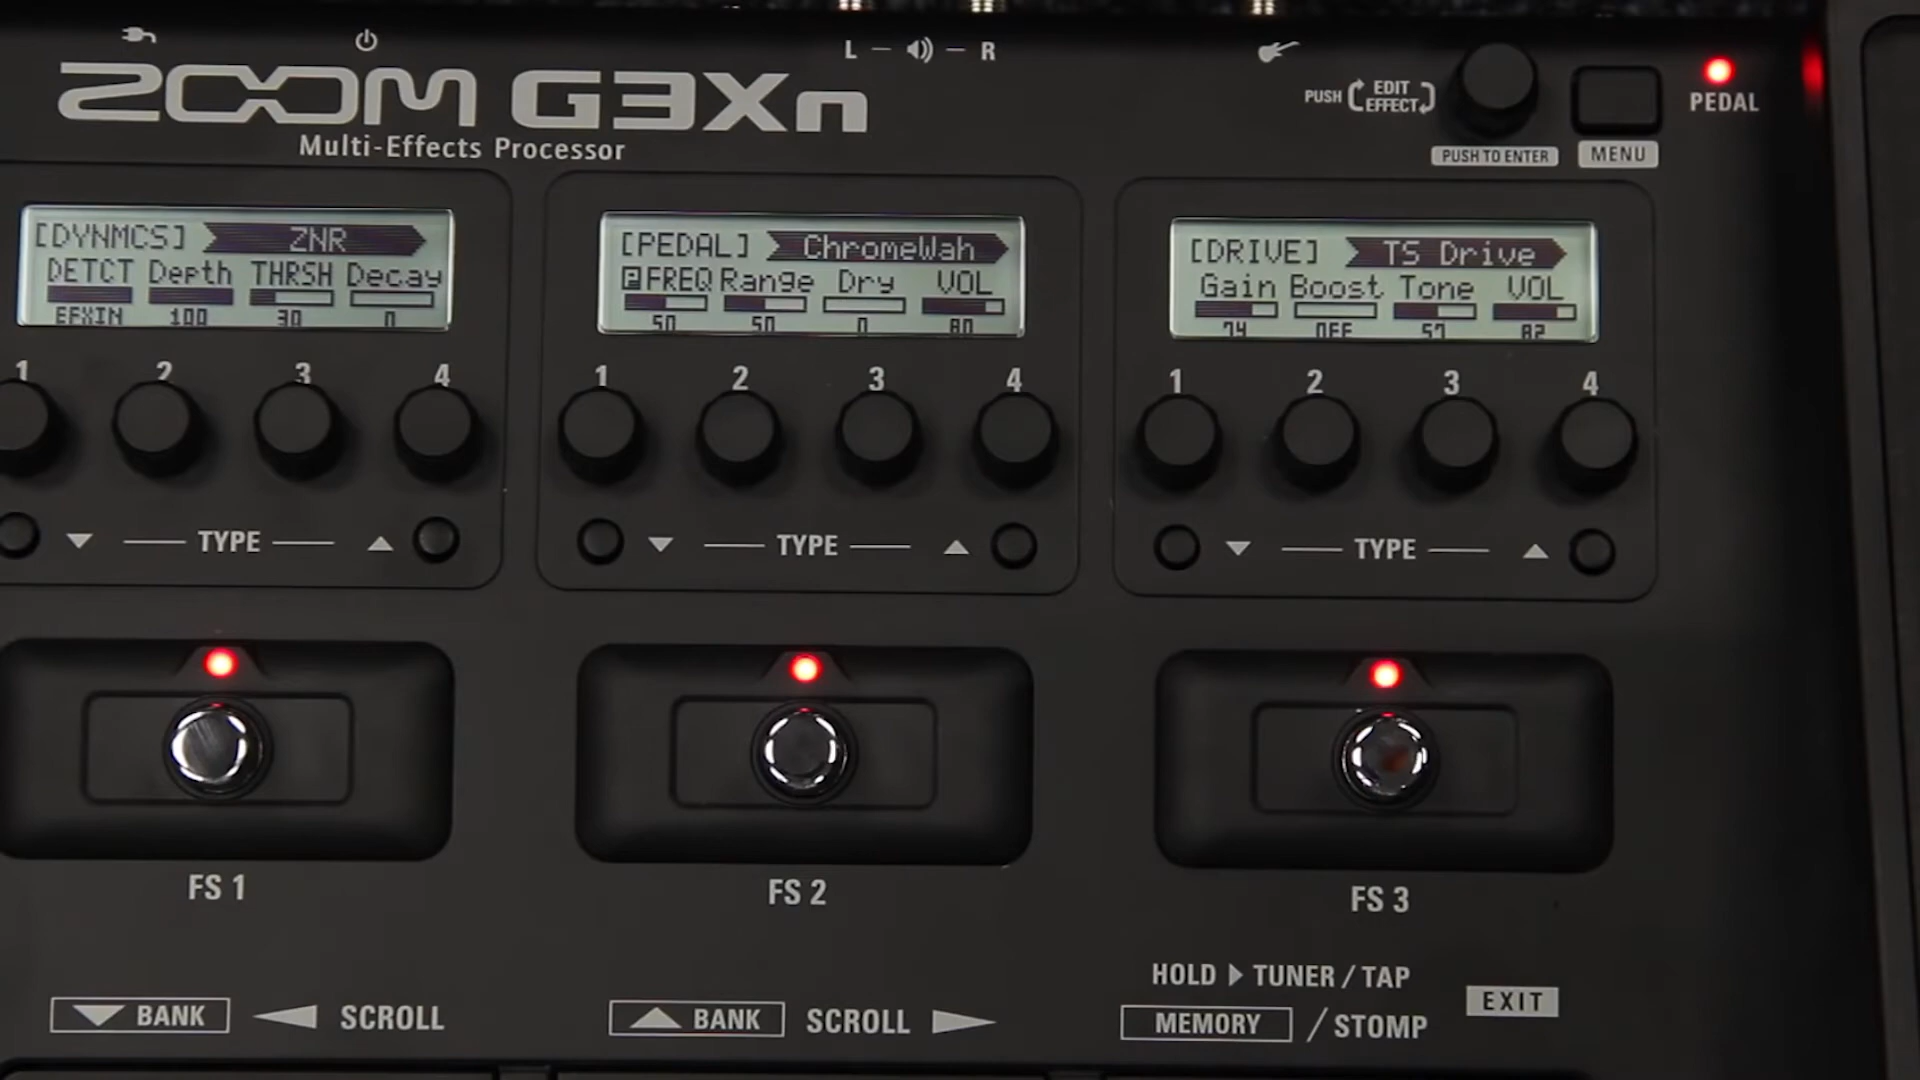 L — — R
ZOOM G3Xn
Multi-Effects Processor
PUSH EDIT EFFECT
PUSH TO ENTER
MENU
PEDAL
[DYNMCS] ZNR
DETCT Depth THRSH Decay
EFXIN 100 30 0
[PEDAL] ChromeWah
P FREQ Range Dry VOL
50 50 0 80
[DRIVE] TS Drive
Gain Boost Tone VOL
74 OFF 57 82
1 2 3 4
1 2 3 4
1 2 3 4
▼ — TYPE — ▲
▼ — TYPE — ▲
▼ — TYPE — ▲
FS 1
FS 2
FS 3
▼ BANK ◀ SCROLL
▲ BANK SCROLL ▶
HOLD ▶ TUNER / TAP
MEMORY / STOMP
EXIT